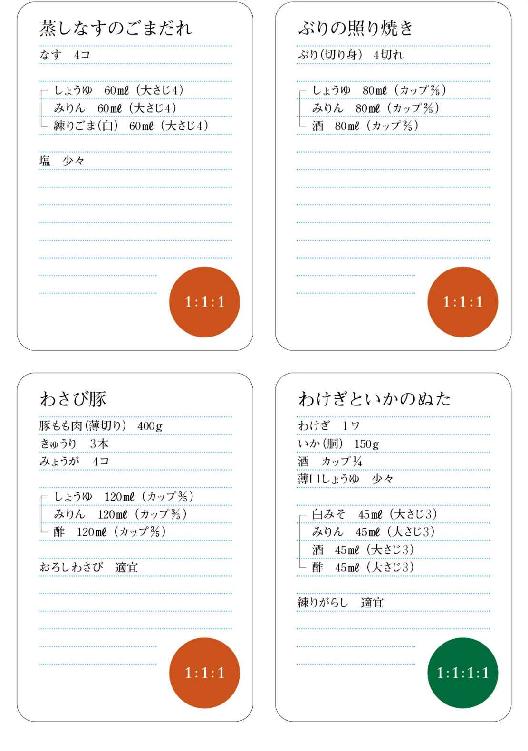 蒸しなすのごまだれ
なす　4コ
しょうゆ　60mℓ（大さじ4）
みりん　60mℓ（大さじ4）
練りごま(白)　60mℓ（大さじ4）
塩　少々
1:1:1
ぶりの照り焼き
ぶり(切り身)　4切れ
しょうゆ　80mℓ（カップ⅖）
みりん　80mℓ（カップ⅖）
酒　80mℓ（カップ⅖）
1:1:1
わさび豚
豚もも肉(薄切り)　400g
きゅうり　3本
みょうが　4コ
しょうゆ　120mℓ（カップ⅗）
みりん　120mℓ（カップ⅗）
酢　120mℓ（カップ⅗）
おろしわさび　適宜
1:1:1
わけぎといかのぬた
わけぎ　1ワ
いか(胴)　150g
酒　カップ¼
薄口しょうゆ　少々
白みそ　45mℓ（大さじ3）
みりん　45mℓ（大さじ3）
酒　45mℓ（大さじ3）
酢　45mℓ（大さじ3）
練りがらし　適宜
1:1:1:1